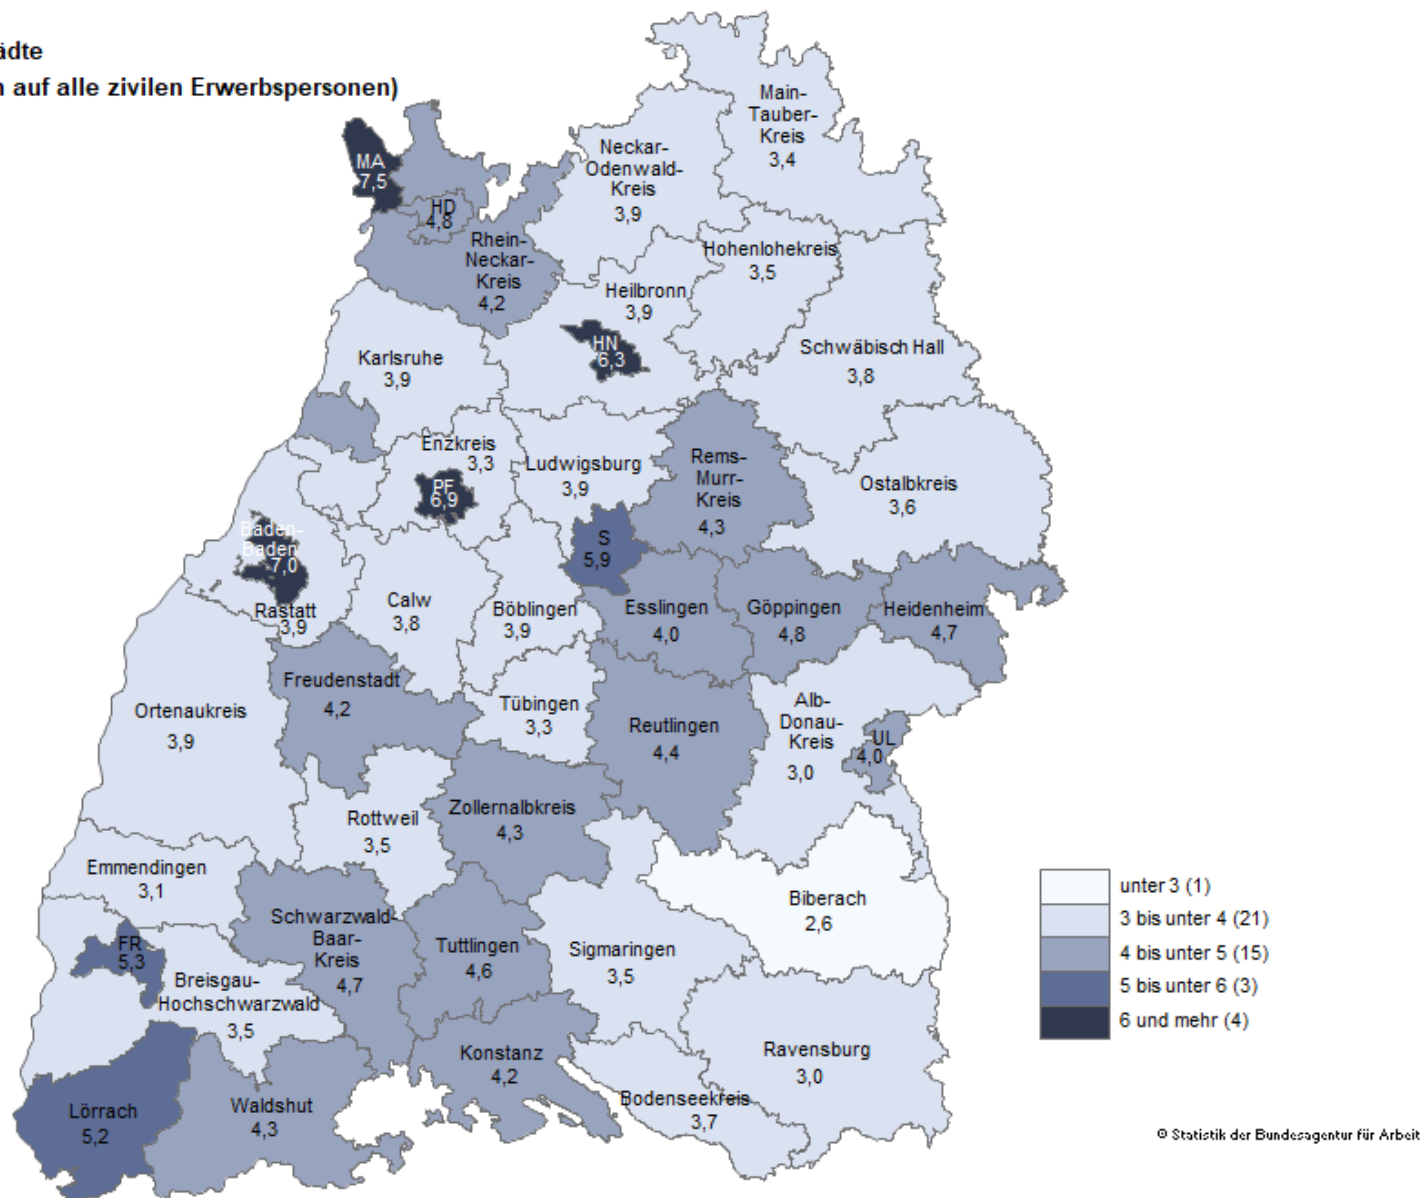 ädte
n auf alle zivilen Erwerbspersonen)
Main-
Tauber-
Kreis
3,4
Neckar-
Odenwald-
Kreis
3,9
MA
7,5
HD
4,8
Rhein-
Neckar-
Kreis
4,2
Hohenlohekreis
3,5
Heilbronn
3,9
HN
6,3
Schwäbisch Hall
3,8
Karlsruhe
3,9
Enzkreis
3,3
PF
6,9
Ludwigsburg
3,9
Rems-
Murr-
Kreis
4,3
Ostalbkreis
3,6
Baden-
Baden
7,0
S
5,9
Rastatt
3,9
Calw
3,8
Böblingen
3,9
Esslingen
4,0
Göppingen
4,8
Heidenheim
4,7
Freudenstadt
4,2
Ortenaukreis
3,9
Tübingen
3,3
Reutlingen
4,4
Alb-
Donau-
Kreis
3,0
UL
4,0
Rottweil
3,5
Zollernalbkreis
4,3
Emmendingen
3,1
Biberach
2,6
Schwarzwald-
Baar-
Kreis
4,7
Tuttlingen
4,6
Sigmaringen
3,5
FR
5,3
Breisgau-
Hochschwarzwald
3,5
Konstanz
4,2
Ravensburg
3,0
Bodenseekreis
3,7
Lörrach
5,2
Waldshut
4,3
unter 3 (1)
3 bis unter 4 (21)
4 bis unter 5 (15)
5 bis unter 6 (3)
6 und mehr (4)
© Statistik der Bundesagentur für Arbeit